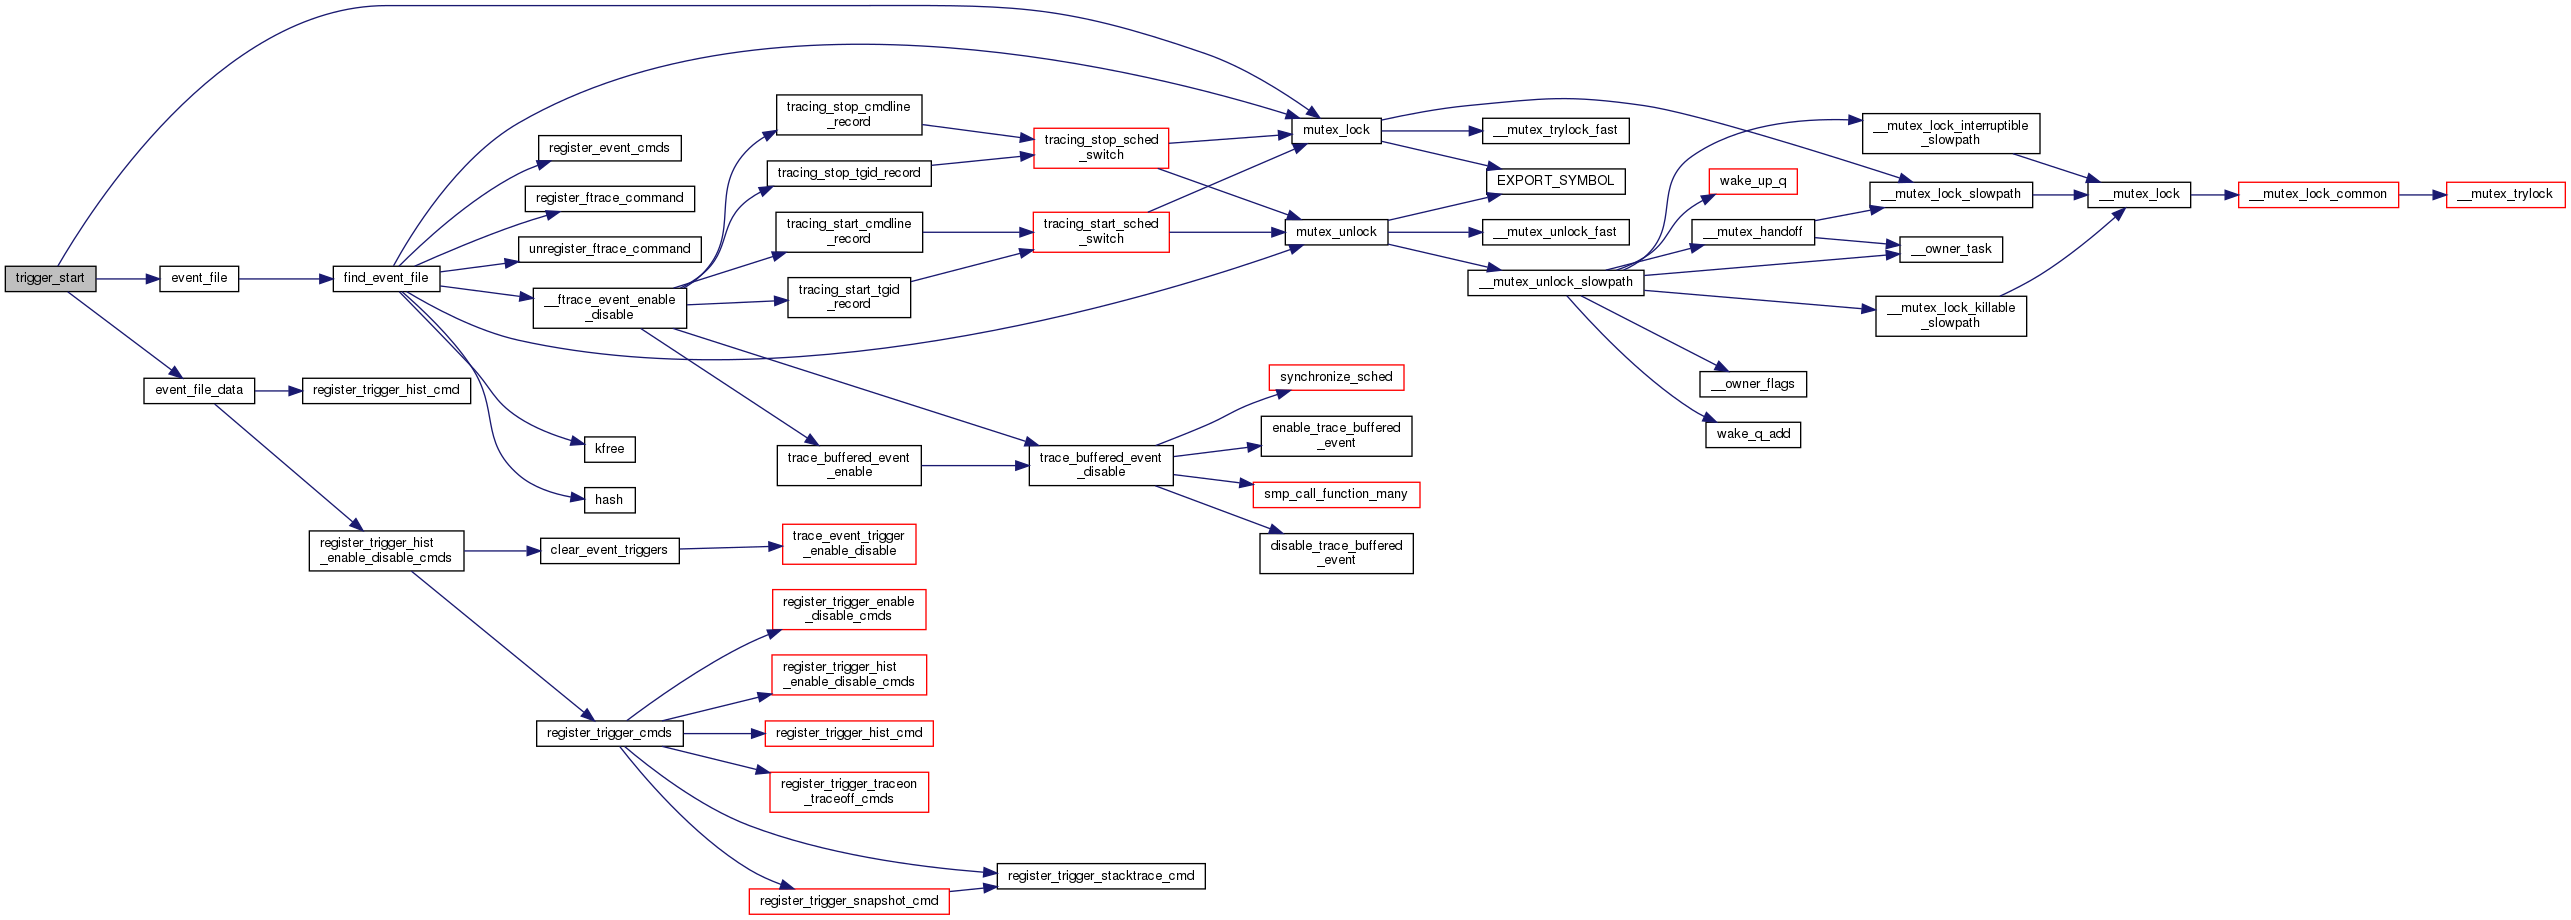 trigger_start
event_file
event_file_data
find_event_file
register_trigger_hist_cmd
register_trigger_hist
_enable_disable_cmds
register_event_cmds
register_ftrace_command
unregister_ftrace_command
__ftrace_event_enable
_disable
kfree
hash
clear_event_triggers
register_trigger_cmds
tracing_stop_cmdline
_record
tracing_stop_tgid_record
tracing_start_cmdline
_record
tracing_start_tgid
_record
trace_buffered_event
_enable
trace_event_trigger
_enable_disable
register_trigger_enable
_disable_cmds
register_trigger_hist
_enable_disable_cmds
register_trigger_hist_cmd
register_trigger_traceon
_traceoff_cmds
register_trigger_snapshot_cmd
tracing_stop_sched
_switch
tracing_start_sched
_switch
trace_buffered_event
_disable
register_trigger_stacktrace_cmd
mutex_lock
mutex_unlock
synchronize_sched
enable_trace_buffered
_event
smp_call_function_many
disable_trace_buffered
_event
__mutex_trylock_fast
EXPORT_SYMBOL
__mutex_unlock_fast
__mutex_unlock_slowpath
wake_up_q
__mutex_handoff
__owner_flags
wake_q_add
__mutex_lock_interruptible
_slowpath
__mutex_lock_slowpath
__owner_task
__mutex_lock_killable
_slowpath
__mutex_lock
__mutex_lock_common
__mutex_trylock